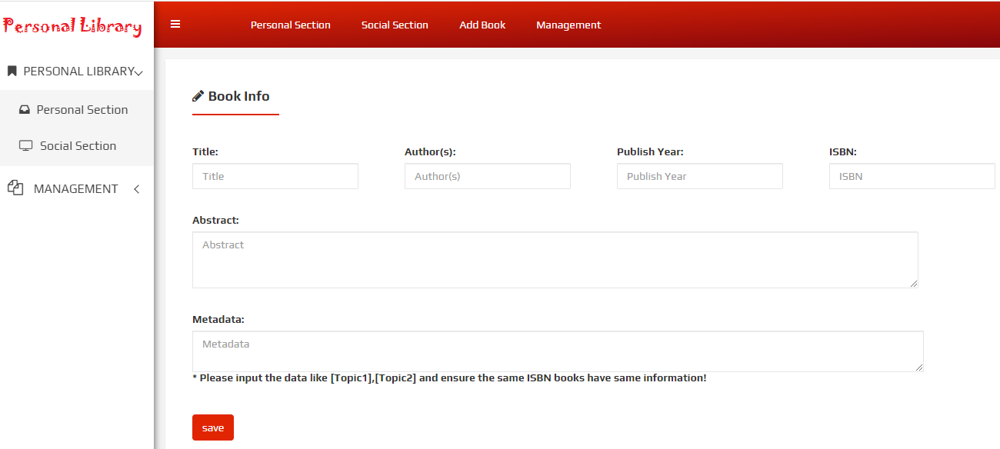 Personal Library
Personal Section Social Section Add Book Management
PERSONAL LIBRARY
Personal Section
Social Section
MANAGEMENT
Book Info
Title: Author(s): Publish Year: ISBN:
Title Author(s) Publish Year ISBN
Abstract:
Abstract
Metadata:
Metadata
* Please input the data like [Topic1],[Topic2] and ensure the same ISBN books have same information!
save